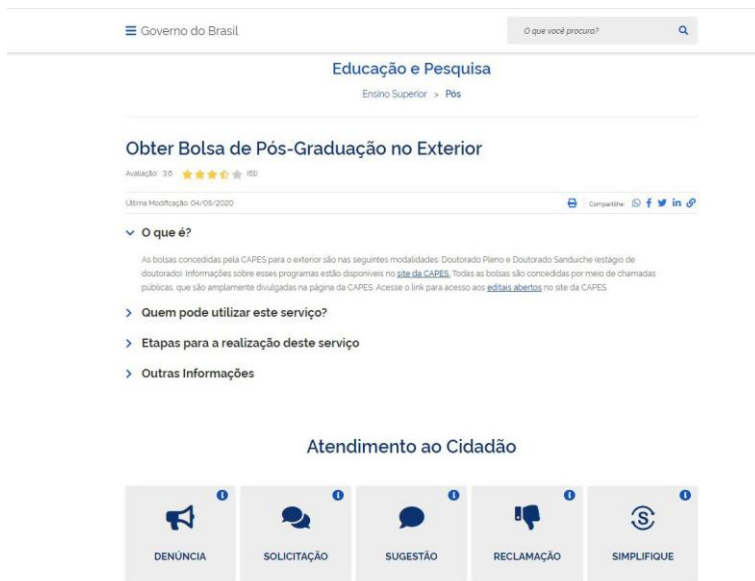 Governo do Brasil
O que você procura?
Educação e Pesquisa
Ensino Superior > Pós
Obter Bolsa de Pós-Graduação no Exterior
Avaliação: 3.6 (61)
Última Modificação: 04/05/2020
Compartilhe:
O que é?
As bolsas concedidas pela CAPES para o exterior são nas seguintes modalidades: Doutorado Pleno e Doutorado Sanduíche (estágio de
doutorado). Informações sobre esses programas estão disponíveis no site da CAPES. Todas as bolsas são concedidas por meio de chamadas
públicas, que são amplamente divulgadas na página da CAPES. Acesse o link para acesso aos editais abertos no site da CAPES
Quem pode utilizar este serviço?
Etapas para a realização deste serviço
Outras Informações
Atendimento ao Cidadão
DENÚNCIA SOLICITAÇÃO SUGESTÃO RECLAMAÇÃO SIMPLIFIQUE